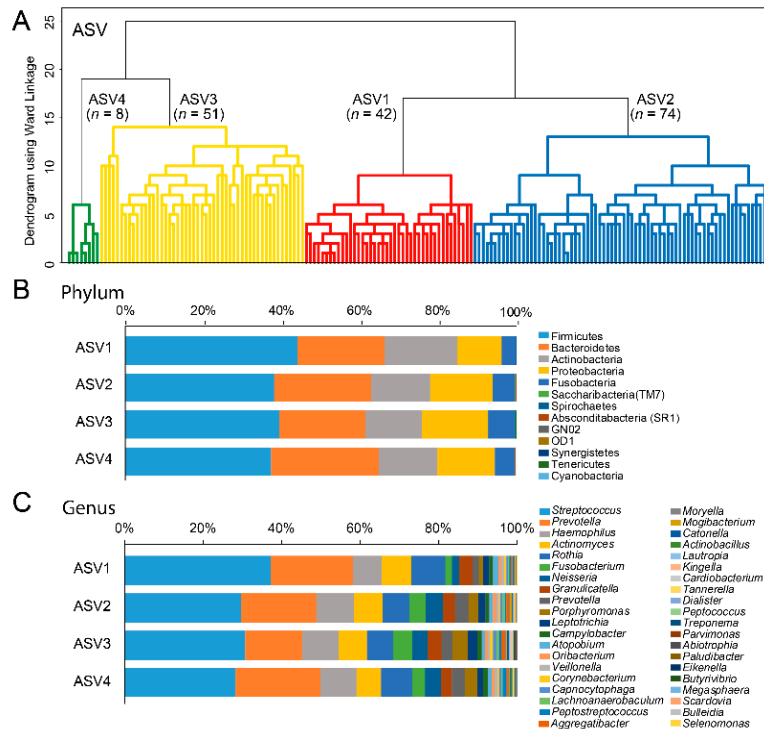 A
ASV
Dendrogram using Ward Linkage
25
20
15
10
5
0
ASV4
(n = 8)
ASV3
(n = 51)
ASV1
(n = 42)
ASV2
(n = 74)
B
Phylum
0% 20% 40% 60% 80% 100%
ASV1
ASV2
ASV3
ASV4
Firmicutes
Bacteroidetes
Actinobacteria
Proteobacteria
Fusobacteria
Saccharibacteria(TM7)
Spirochaetes
Absconditabacteria (SR1)
GN02
OD1
Synergistetes
Tenericutes
Cyanobacteria
C
Genus
0% 20% 40% 60% 80% 100%
ASV1
ASV2
ASV3
ASV4
Streptococcus
Prevotella
Haemophilus
Actinomyces
Rothia
Fusobacterium
Neisseria
Granulicatella
Prevatella
Porphyromonas
Leptotrichia
Campylobacter
Atopobium
Oribacterium
Veillonella
Corynebacterium
Capnocytophaga
Lachnoanaerobaculum
Peptostreptococcus
Aggregatibacter
Moryella
Mogibacterium
Catonella
Actinobacillus
Lautropia
Kingella
Cardiobacterium
Tannerella
Dialister
Peptococcus
Treponema
Parvimonas
Abiotrophia
Paludibacter
Eikenella
Butyrivibrio
Megasphaera
Scardovia
Bulleidia
Selenomonas